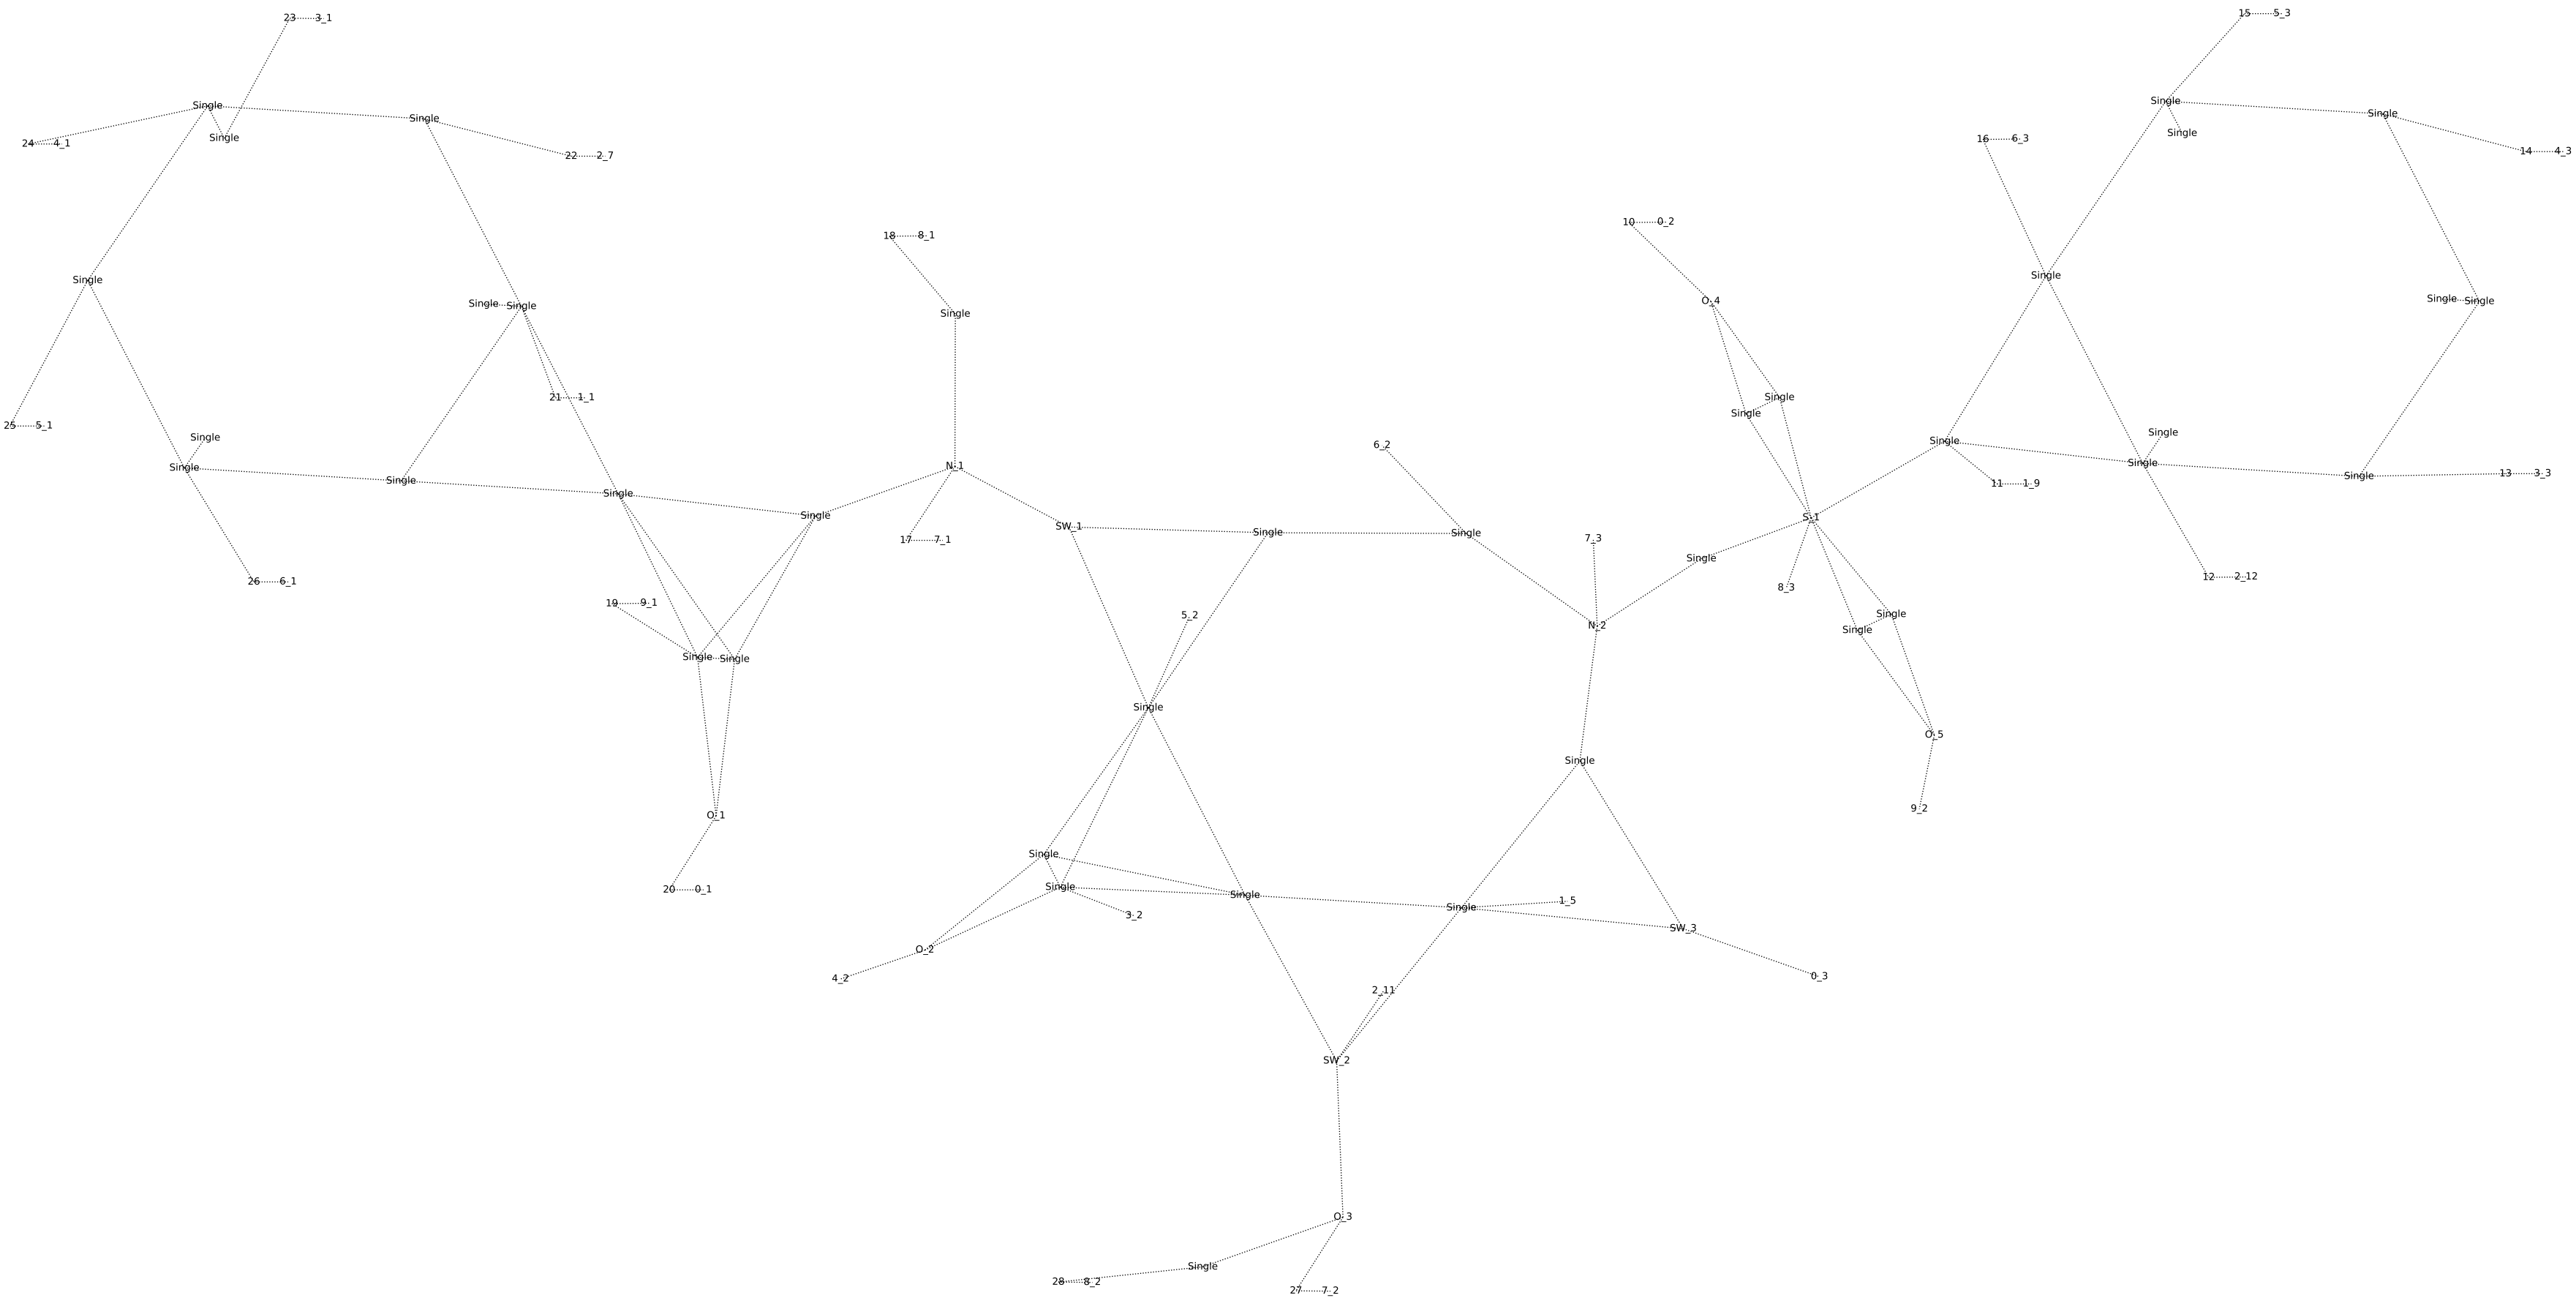 15 5_3
23 3_1
Single Single
Single Single
Single Single
16 6_3
24 4_1 14 4_3
22 2_7
10 0_2
18 8_1
Single Single
Single Single O_4 Single Single
Single
21 1_1 Single
Single
25 5_1
Single Single
Single 6_2
Single N_1 Single Single
Single 11 1_9 13 3_3
Single
Single S_1
SW_1 Single Single
17 7_1 7_3
Single
26 6_1 8_3 12 2_12
19 9_1
5_2 Single
N_2 Single
Single Single
Single O_5
Single
9_2
O_1
Single
Single
20 0_1 Single 1_5
3_2 Single
SW_3
O_2
4_2 0_3
2_11
SW_2
O_3
Single
28 8_2
27 7_2